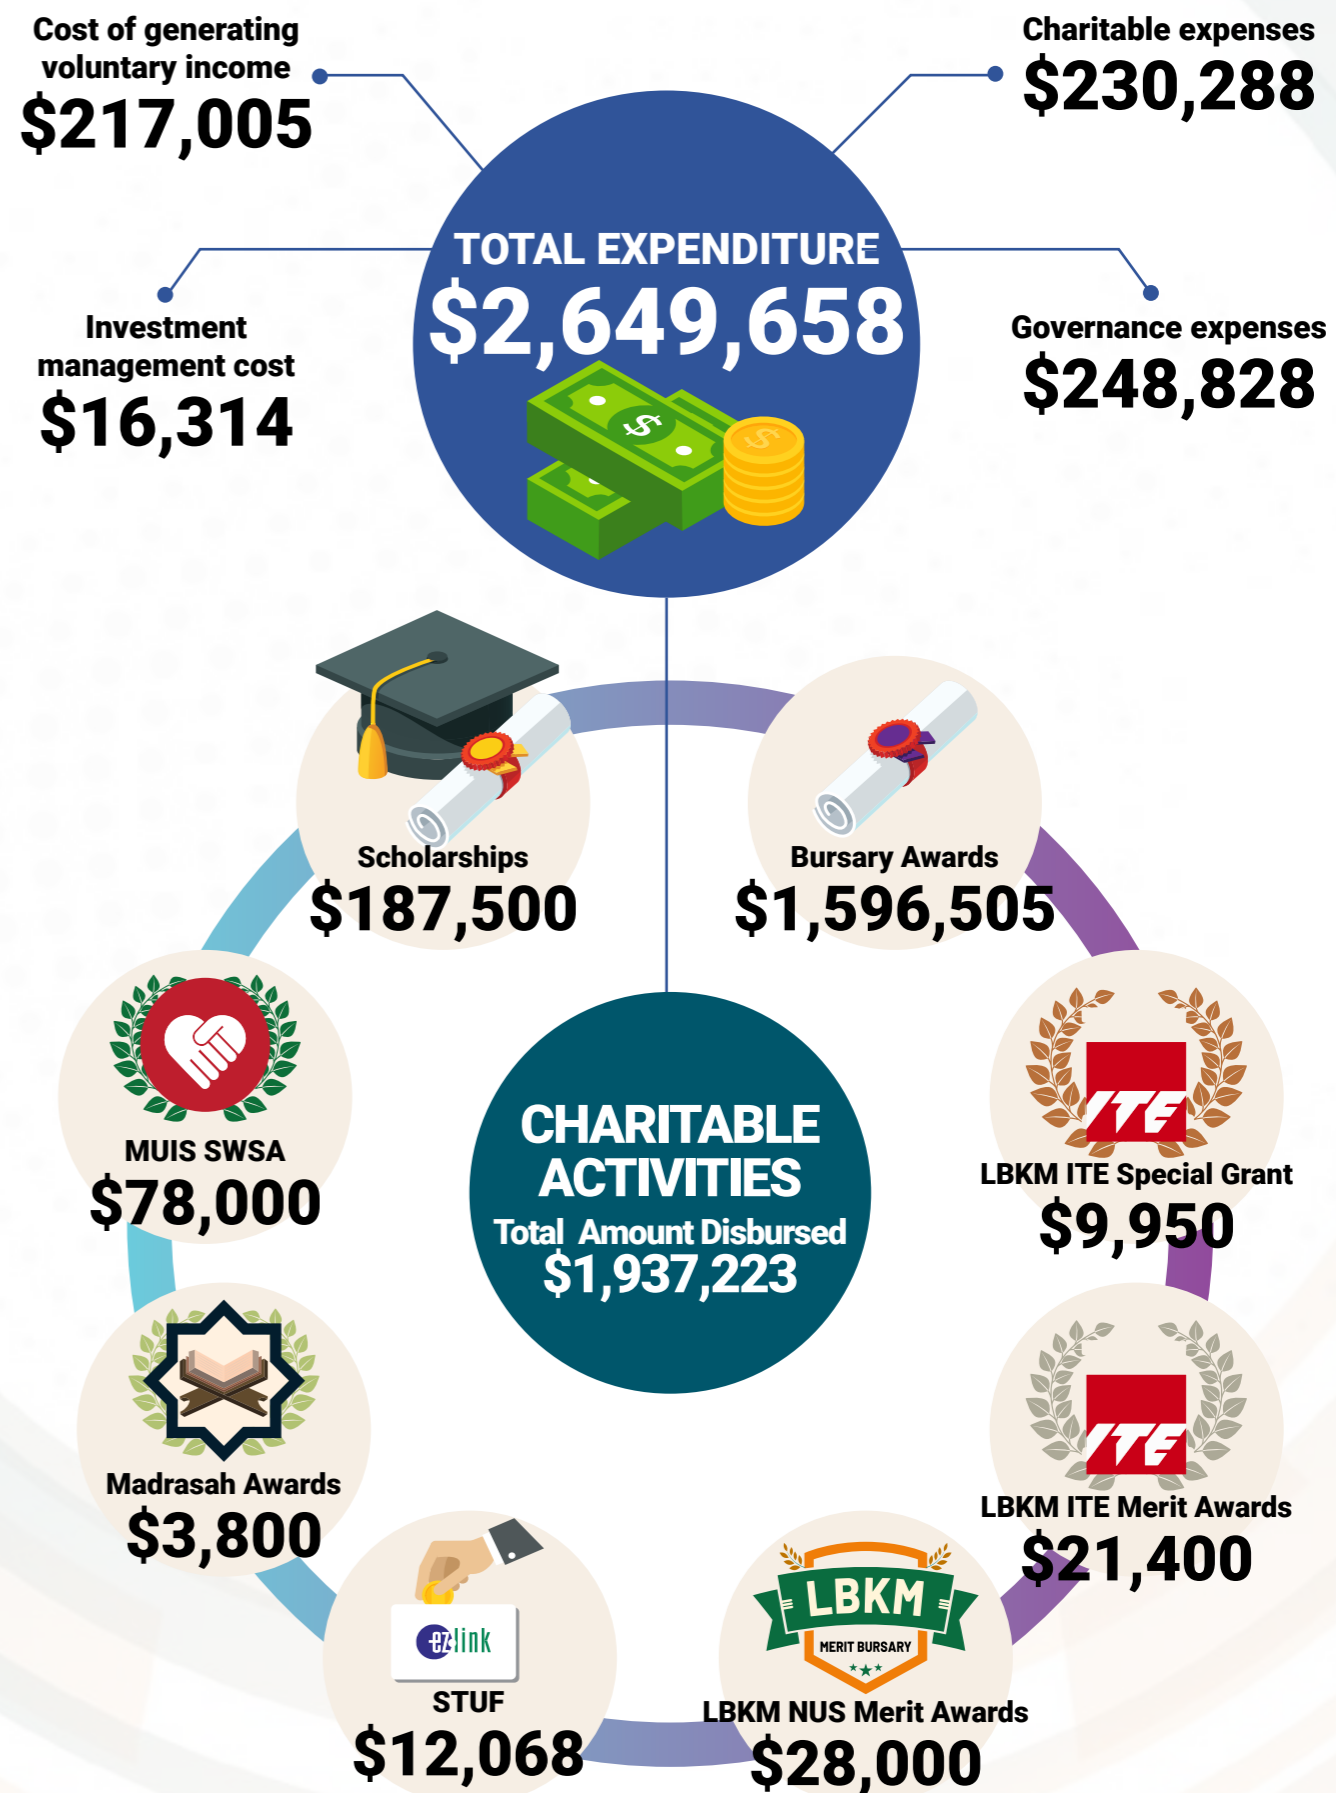 Cost of generating
voluntary income
$217,005
Charitable expenses
$230,288
TOTAL EXPENDITURE
$2,649,658
Investment
management cost
$16,314
Governance expenses
$248,828
Scholarships
$187,500
Bursary Awards
$1,596,505
MUIS SWSA
$78,000
CHARITABLE
ACTIVITIES
Total Amount Disbursed
$1,937,223
ITE
LBKM ITE Special Grant
$9,950
Madrasah Awards
$3,800
ITE
LBKM ITE Merit Awards
$21,400
ez link
STUF
$12,068
LBKM
MERIT BURSARY
LBKM NUS Merit Awards
$28,000